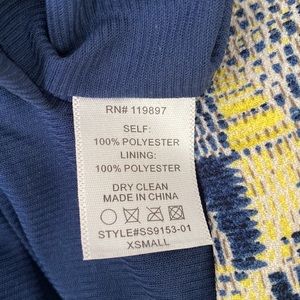 RN# 119897
SELF:
100% POLYESTER
LINING:
100% POLYESTER
DRY CLEAN
MADE IN CHINA
STYLE#SS9153-01
XSMALL